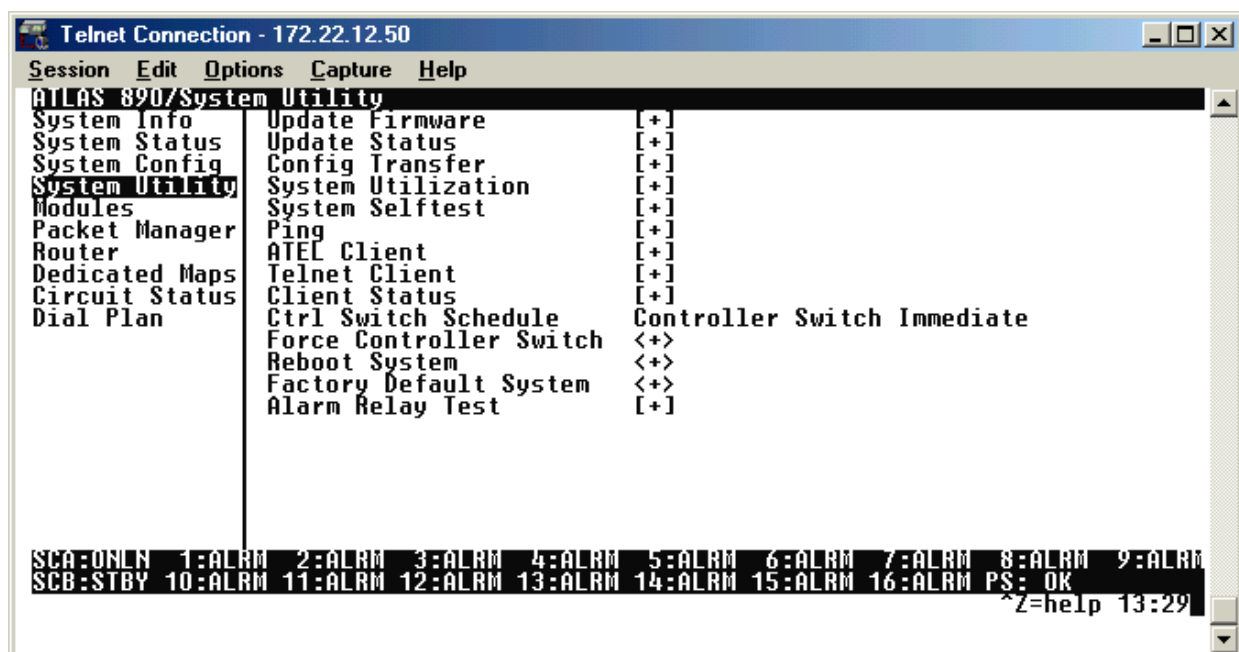 Telnet Connection - 172.22.12.50
Session Edit Options Capture Help
ATLAS 890/System Utility
System Info Update Firmware [+]
System Status Update Status [+]
System Config Config Transfer [+]
System Utility System Utilization [+]
Modules System Selftest [+]
Packet Manager Ping [+]
Router ATEL Client [+]
Dedicated Maps Telnet Client [+]
Circuit Status Client Status [+]
Dial Plan Ctrl Switch Schedule Controller Switch Immediate
Force Controller Switch <+>
Reboot System <+>
Factory Default System <+>
Alarm Relay Test [+]
SCA:ONLN 1:ALRM 2:ALRM 3:ALRM 4:ALRM 5:ALRM 6:ALRM 7:ALRM 8:ALRM 9:ALRM
SCB:STBY 10:ALRM 11:ALRM 12:ALRM 13:ALRM 14:ALRM 15:ALRM 16:ALRM PS: OK
^Z=help 13:29